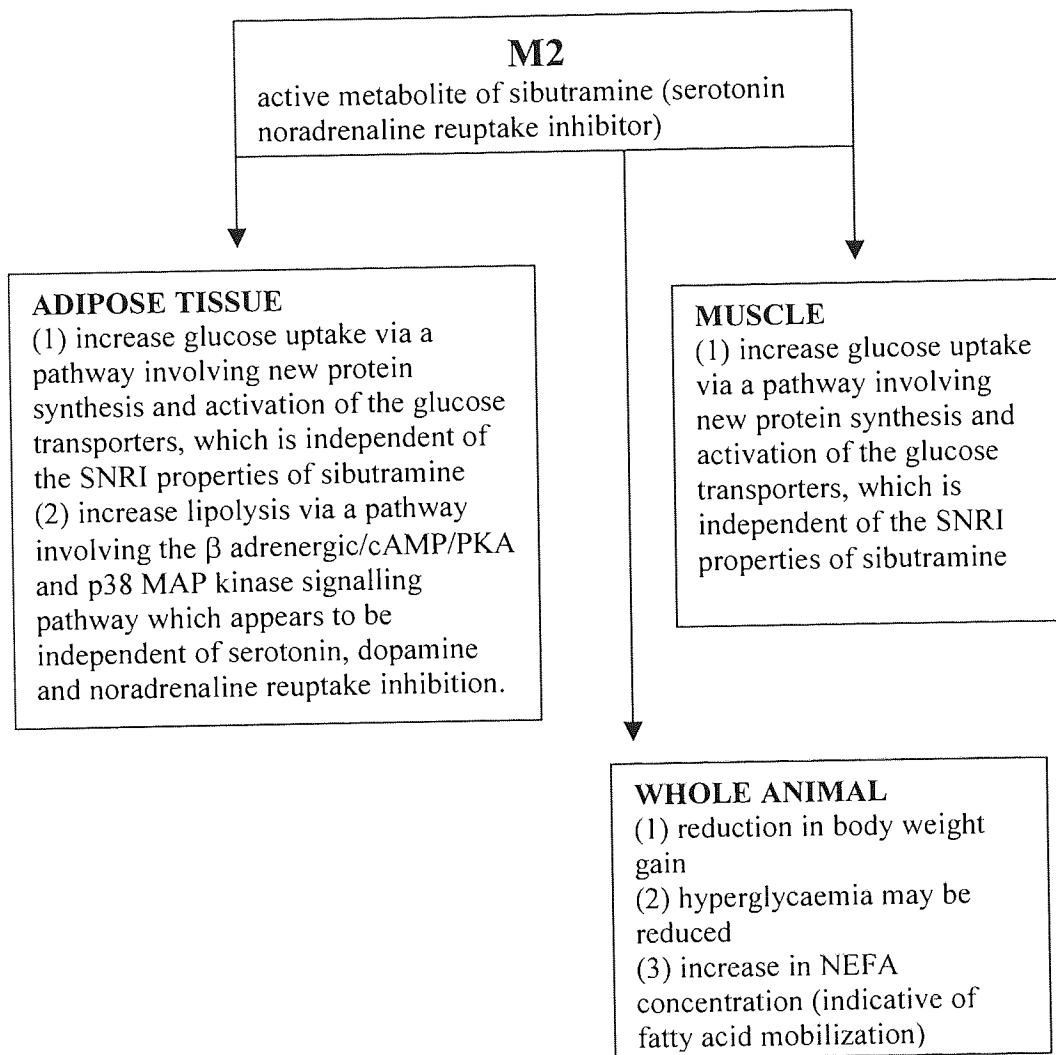 M2
active metabolite of sibutramine (serotonin
noradrenaline reuptake inhibitor)
ADIPOSE TISSUE
(1) increase glucose uptake via a
pathway involving new protein
synthesis and activation of the glucose
transporters, which is independent of
the SNRI properties of sibutramine
(2) increase lipolysis via a pathway
involving the β adrenergic/cAMP/PKA
and p38 MAP kinase signalling
pathway which appears to be
independent of serotonin, dopamine
and noradrenaline reuptake inhibition.
MUSCLE
(1) increase glucose uptake
via a pathway involving
new protein synthesis and
activation of the glucose
transporters, which is
independent of the SNRI
properties of sibutramine
WHOLE ANIMAL
(1) reduction in body weight
gain
(2) hyperglycaemia may be
reduced
(3) increase in NEFA
concentration (indicative of
fatty acid mobilization)